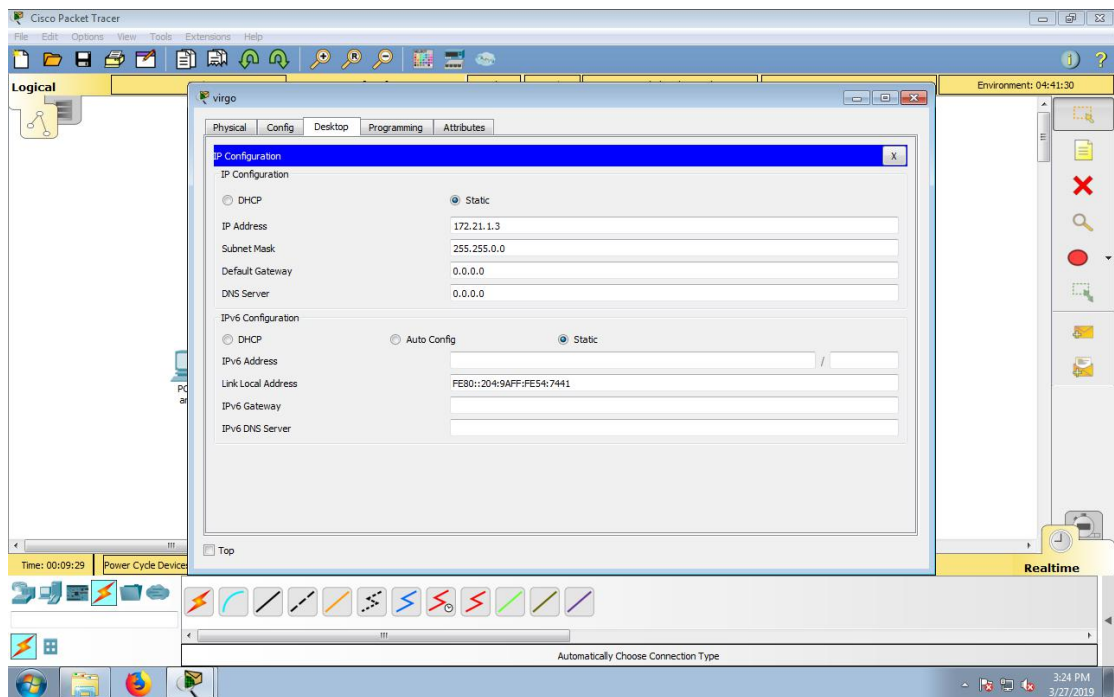 Cisco Packet Tracer
File Edit Options View Tools Extensions Help
Logical
Environment: 04:41:30
virgo
Physical Config Desktop Programming Attributes
IP Configuration X
IP Configuration
DHCP Static
IP Address 172.21.1.3
Subnet Mask 255.255.0.0
Default Gateway 0.0.0.0
DNS Server 0.0.0.0
IPv6 Configuration
DHCP Auto Config Static
IPv6 Address /
Link Local Address FE80::204:9AFF:FE54:7441
IPv6 Gateway
IPv6 DNS Server
Top
Time: 00:09:29 Power Cycle Device
Realtime
Automatically Choose Connection Type
3:24 PM
3/27/2019